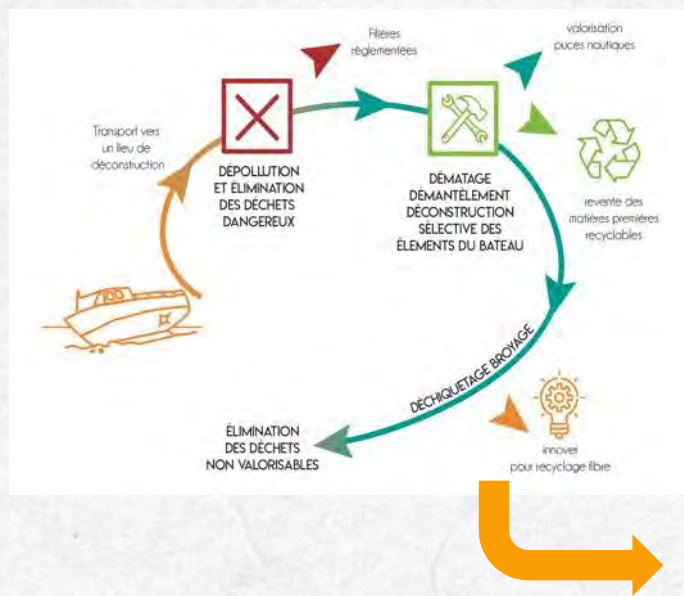 Filières
règlementées
valorisation
puces nautiques
Transport vers
un lieu de
déconstruction
DÉPOLLUTION
ET ÉLIMINATION
DES DÉCHETS
DANGEREUX
DÉMATAGE
DÉMANTÈLEMENT
DÉCONSTRUCTION
SÉLECTIVE DES
ÉLEMENTS DU BATEAU
revente des
matières premières
recyclables
DÉCHIQUETAGE BROYAGE
ÉLIMINATION
DES DÉCHETS
NON VALORISABLES
innover
pour recyclage fibre